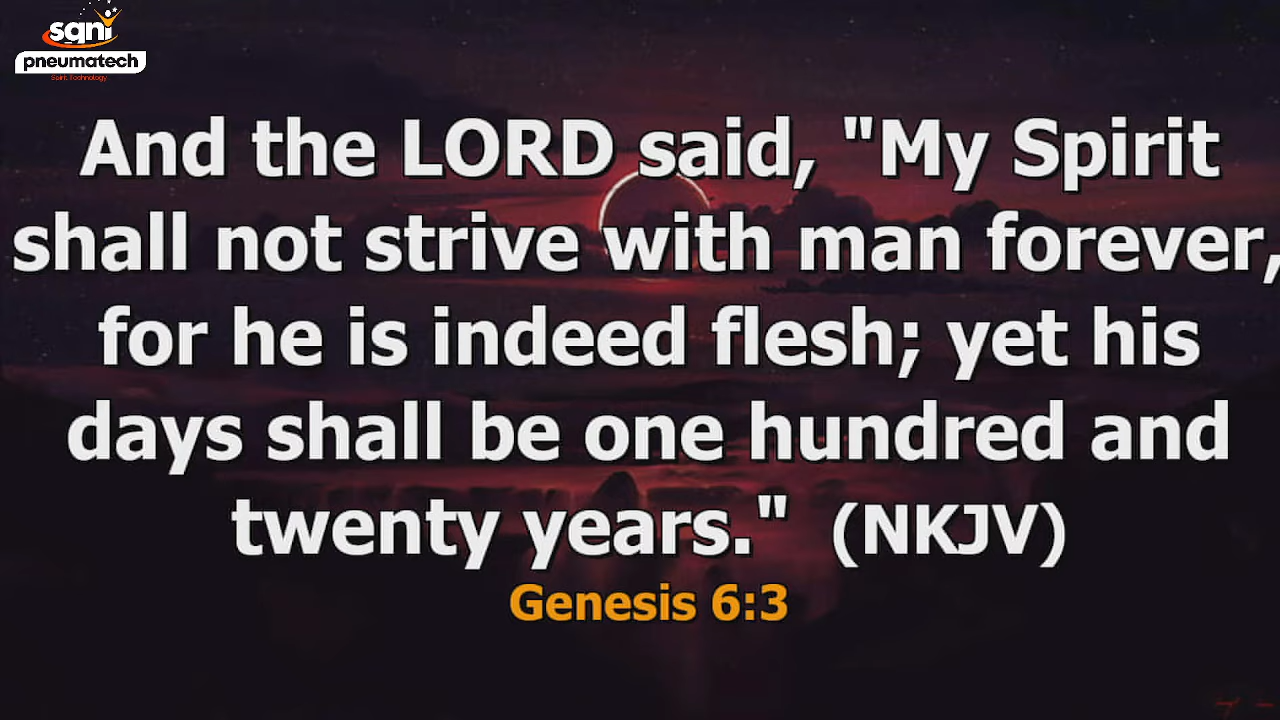 sqni
pneumatech
Spirit Technology
And the LORD said, "My Spirit
shall not strive with man forever,
for he is indeed flesh; yet his
days shall be one hundred and
twenty years." (NKJV)
Genesis 6:3